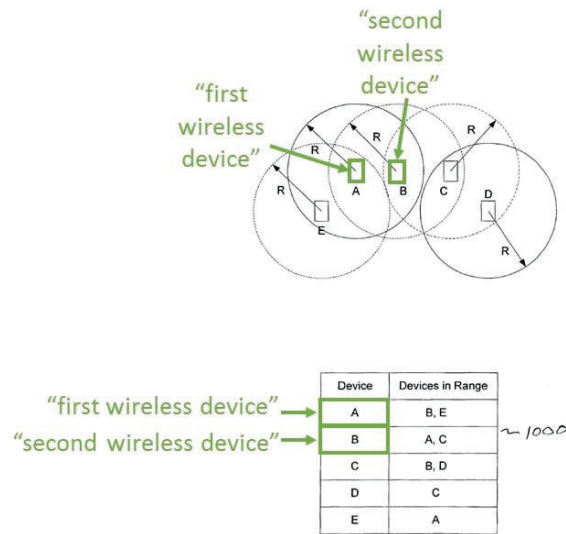 “second
wireless
device”
“first
wireless
device”
R
R
R
R
R
A
B
C
D
E
“first wireless device”
“second wireless device”
Device Devices in Range
A B, E
B A, C
C B, D
D C
E A
~1000